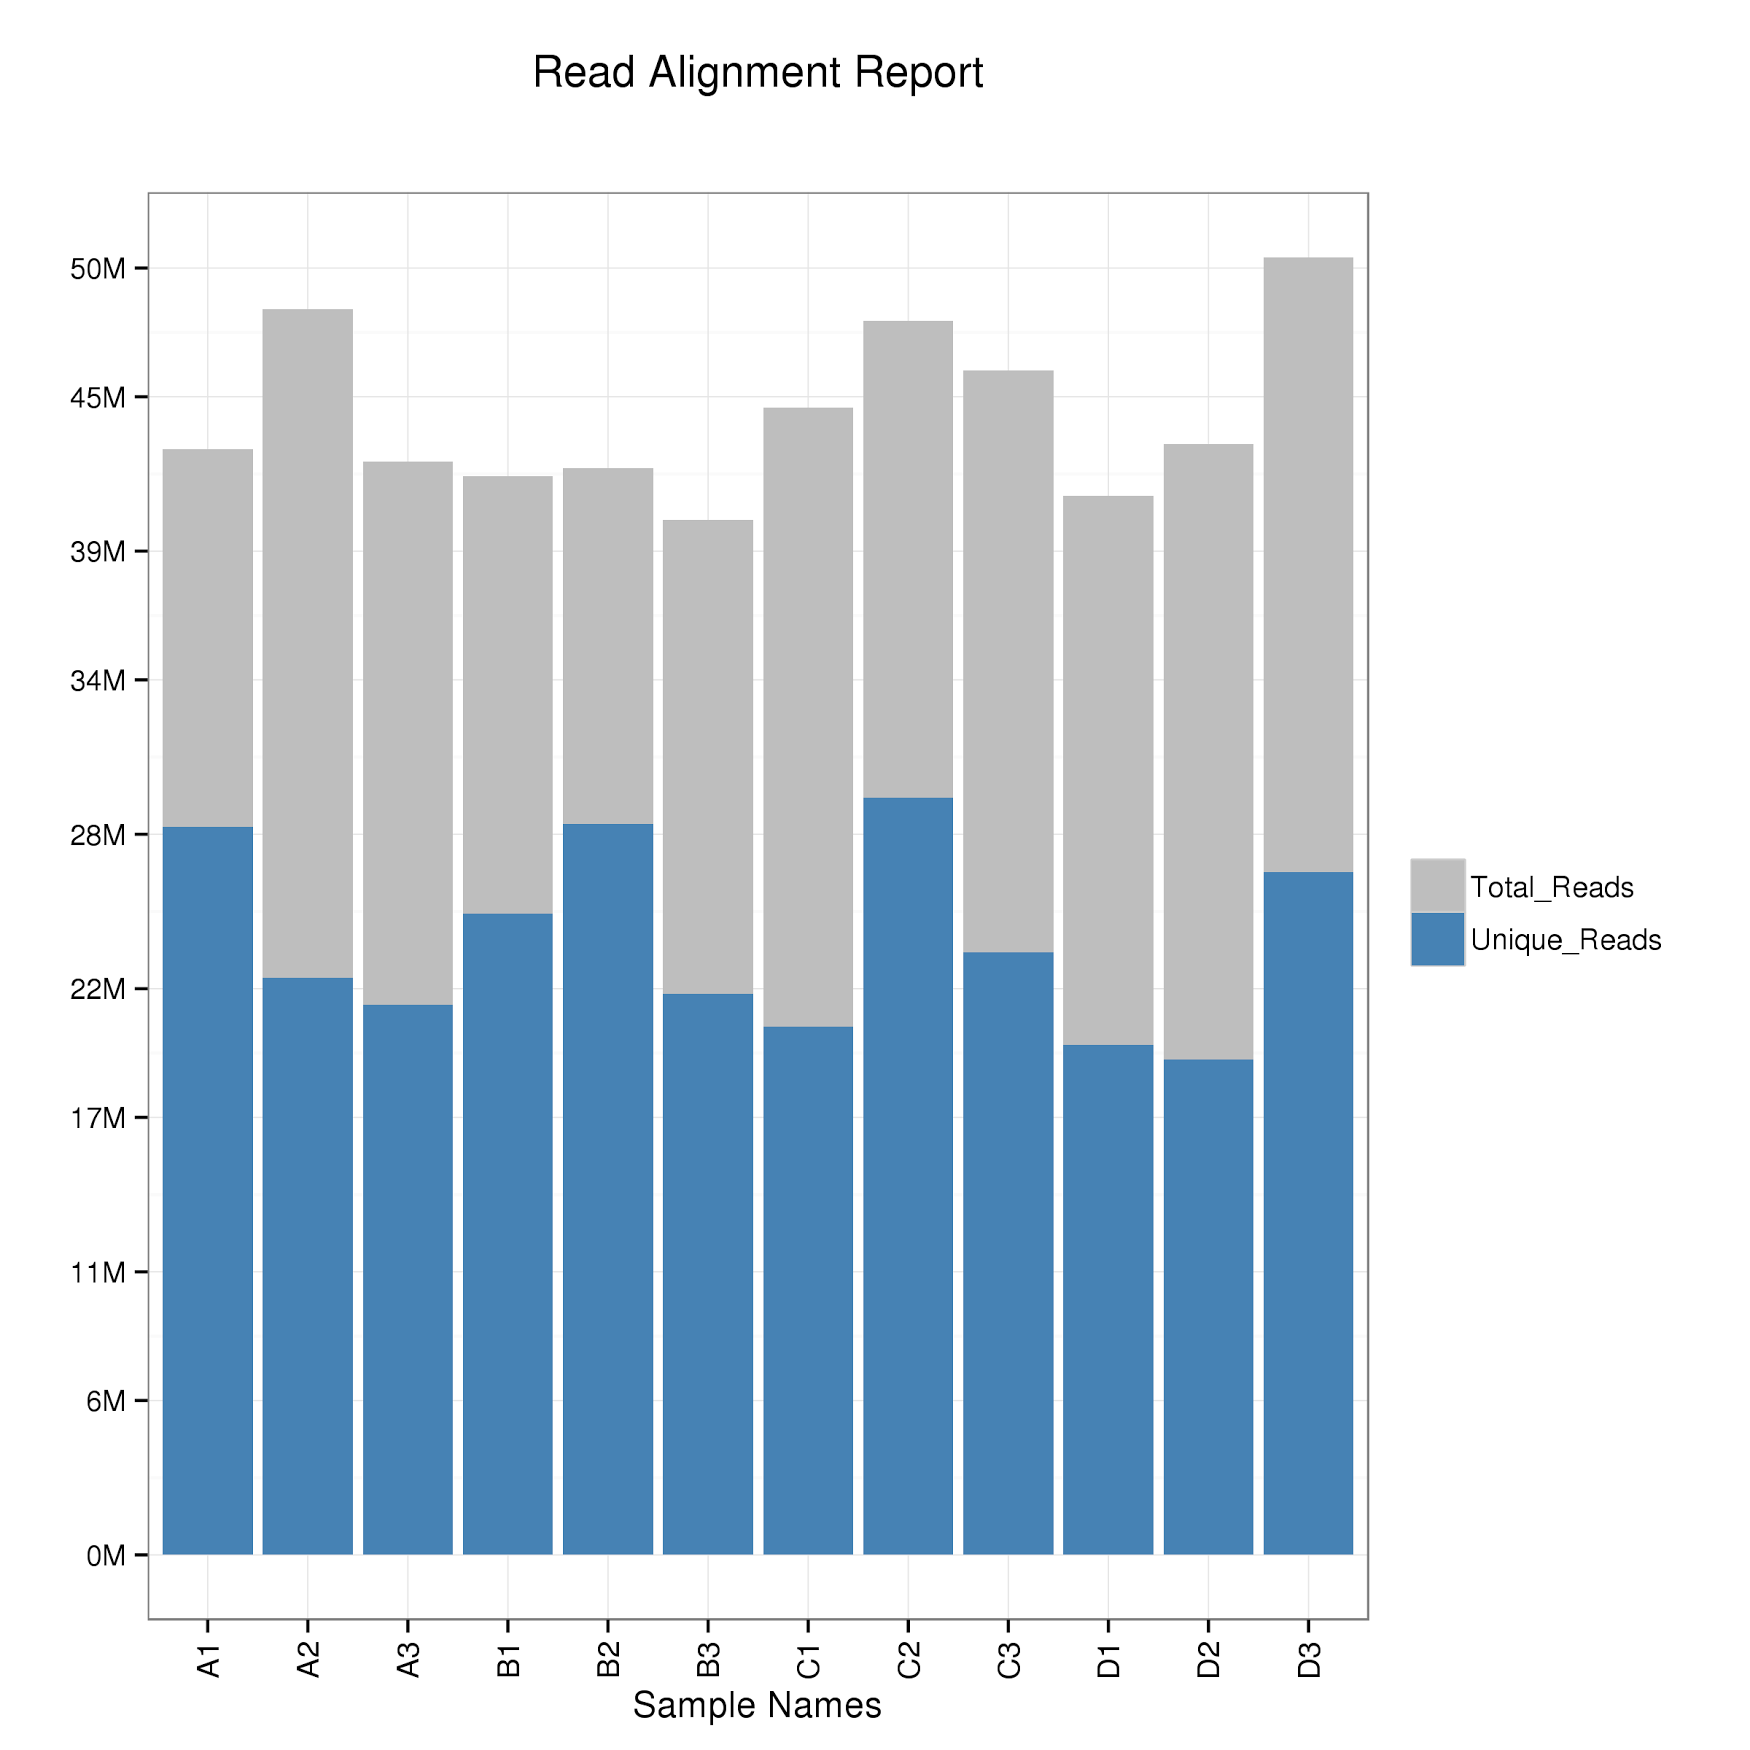 Read Alignment Report
50M
45M
39M
34M
28M
22M
17M
11M
6M
0M
A1 A2 A3 B1 B2 B3 C1 C2 C3 D1 D2 D3
Sample Names
Total_Reads
Unique_Reads